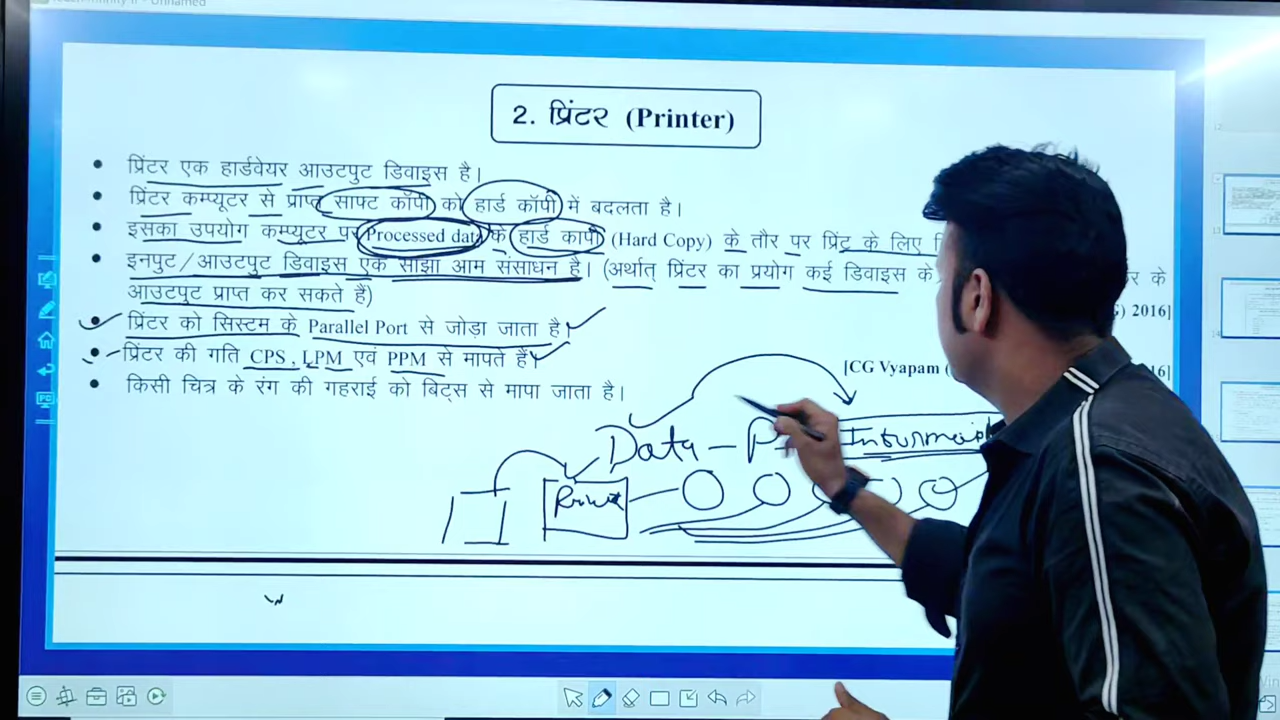 Unnamed
2. प्रिंटर (Printer)
• प्रिंटर एक हार्डवेयर आउटपुट डिवाइस है।
• प्रिंटर कम्प्यूटर से प्राप्त साफ्ट कॉपी को हार्ड कॉपी में बदलता है।
• इसका उपयोग कम्प्यूटर पर Processed data के हार्ड कापी (Hard Copy) के तौर पर प्रिंट के लिए
• इनपुट/आउटपुट डिवाइस एक साझा आम संसाधन है। (अर्थात् प्रिंटर का प्रयोग कई डिवाइस के
आउटपुट प्राप्त कर सकते हैं) 2016]
• प्रिंटर को सिस्टम के Parallel Port से जोड़ा जाता है।
• प्रिंटर की गति CPS, LPM एवं PPM से मापते हैं। [CG Vyapam
• किसी चित्र के रंग की गहराई को बिट्स से मापा जाता है।
Data – P